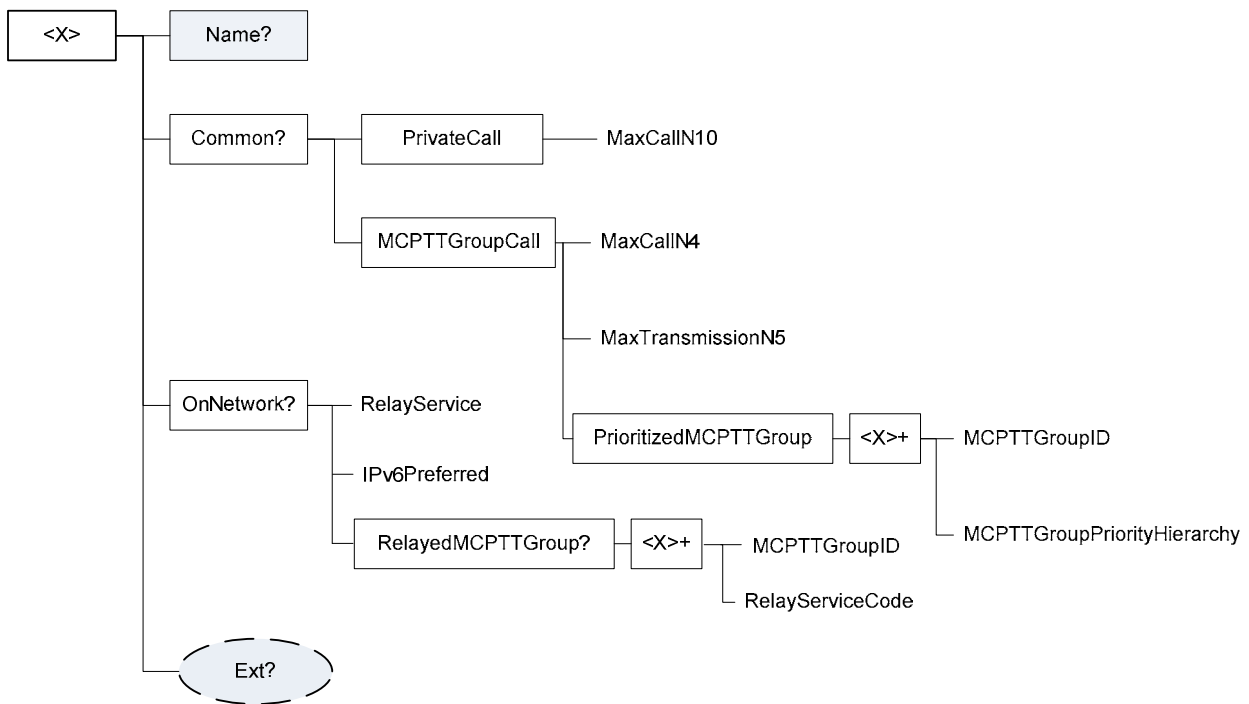 <X>
Name?
Common?
PrivateCall
MaxCallN10
MCPTTGroupCall
MaxCallN4
MaxTransmissionN5
OnNetwork?
RelayService
PrioritizedMCPTTGroup
<X>+
MCPTTGroupID
IPv6Preferred
MCPTTGroupPriorityHierarchy
RelayedMCPTTGroup?
<X>+
MCPTTGroupID
RelayServiceCode
Ext?